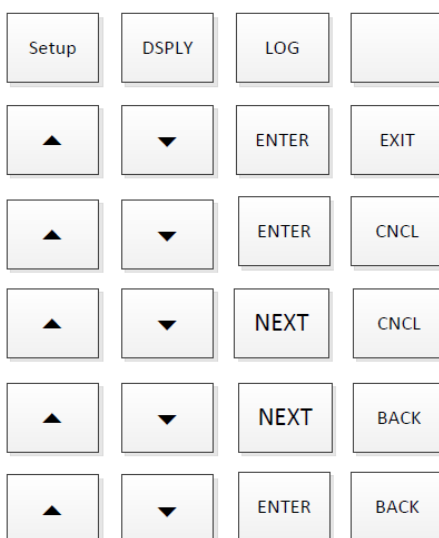 Setup DSPLY LOG
▲ ▼ ENTER EXIT
▲ ▼ ENTER CNCL
▲ ▼ NEXT CNCL
▲ ▼ NEXT BACK
▲ ▼ ENTER BACK